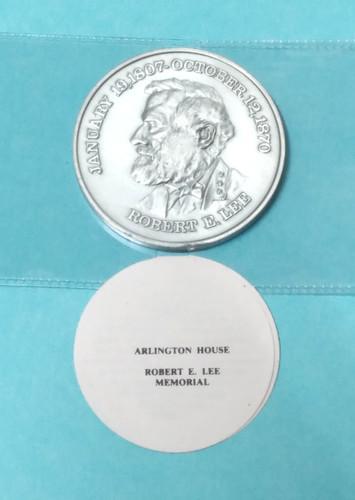 JANUARY 19, 1807-OCTOBER 12, 1870
ROBERT E. LEE
ARLINGTON HOUSE
ROBERT E. LEE
MEMORIAL